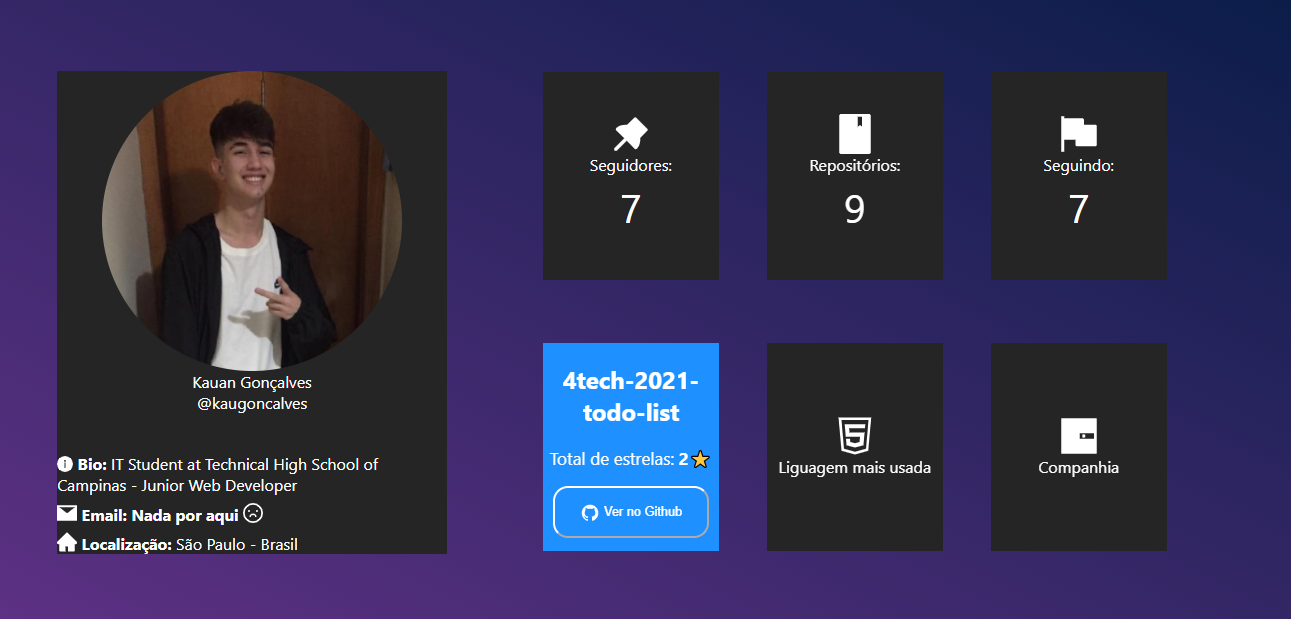 Kauan Gonçalves
@kaugoncalves
Bio: IT Student at Technical High School of
Campinas - Junior Web Developer
Email: Nada por aqui
Localização: São Paulo - Brasil
Seguidores:
7
Repositórios:
9
Seguindo:
7
4tech-2021-
todo-list
Total de estrelas: 2
Ver no Github
Liguagem mais usada
Companhia